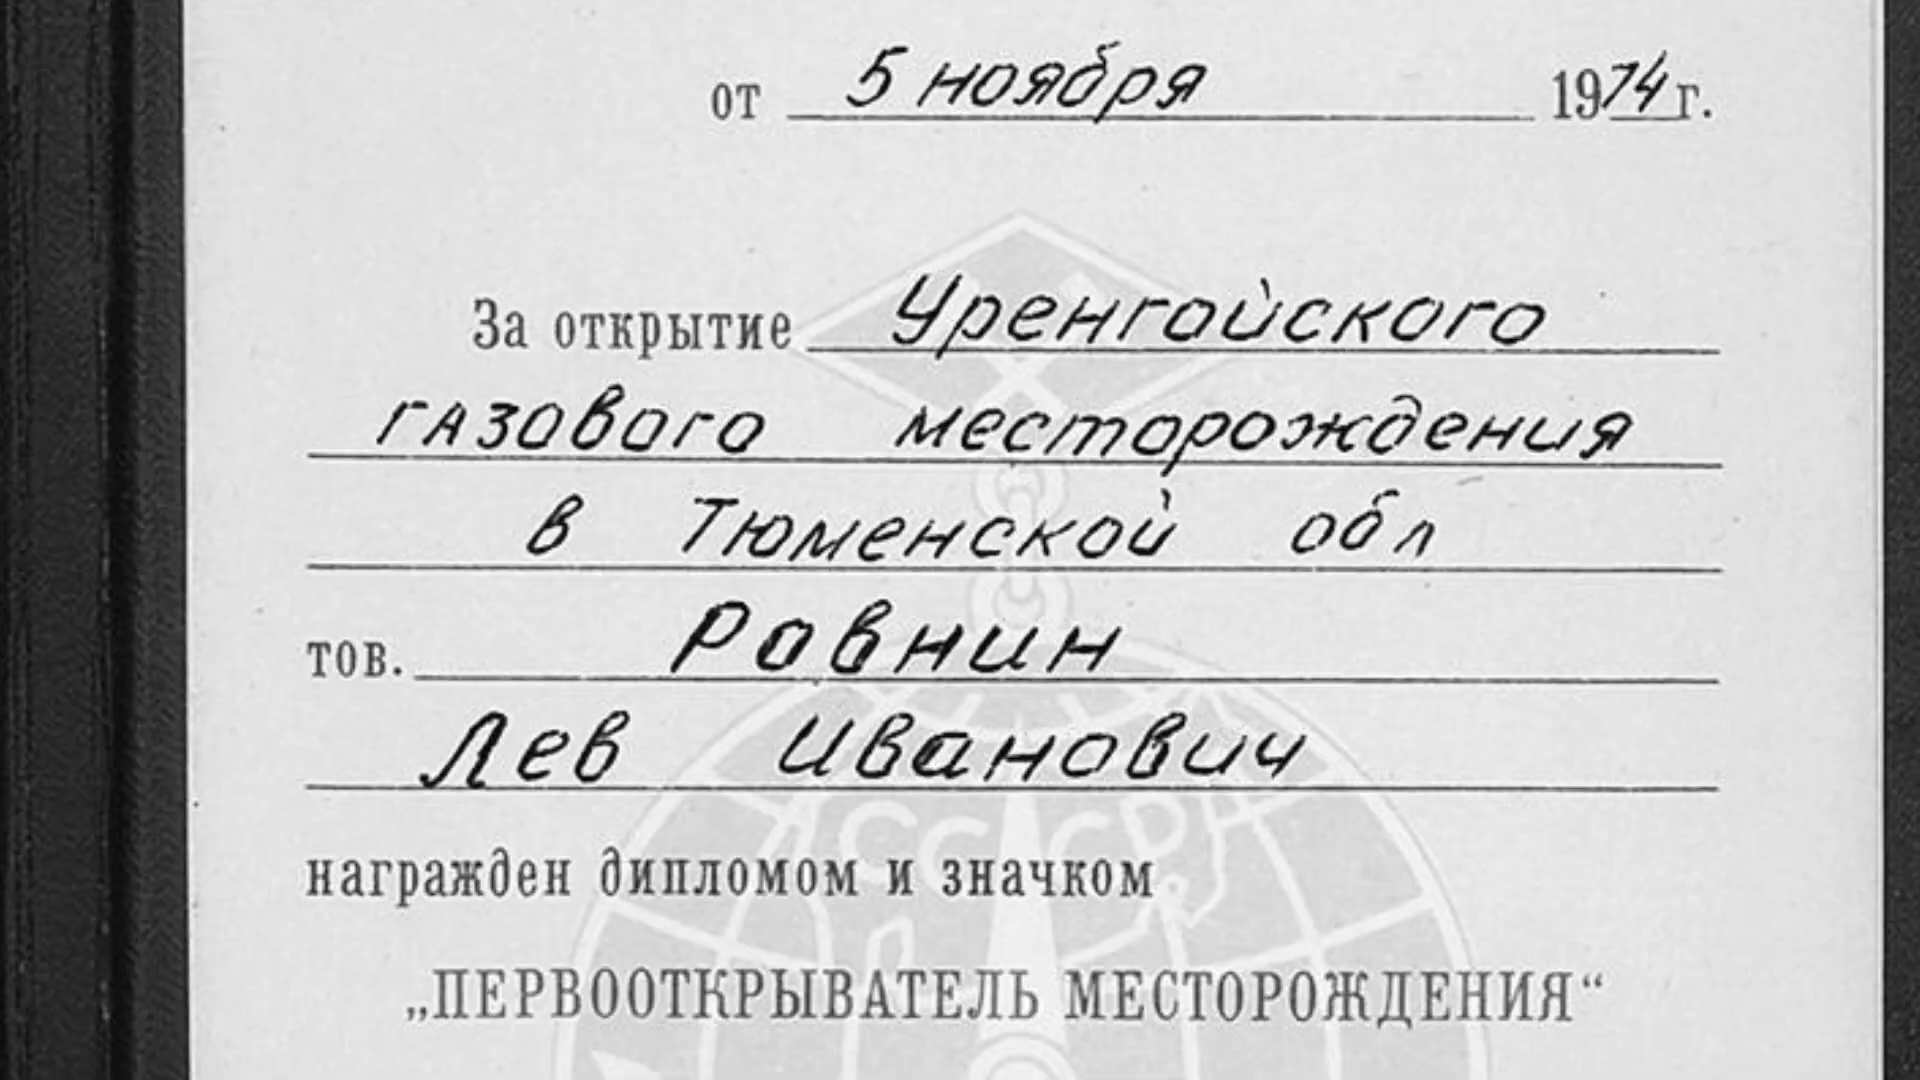 от 5 ноября 1974 г.
За открытие Уренгойского
газового месторождения
в Тюменской обл
тов. Ровнин
Лев Иванович
награжден дипломом и значком
СССР
„ПЕРВООТКРЫВАТЕЛЬ МЕСТОРОЖДЕНИЯ“